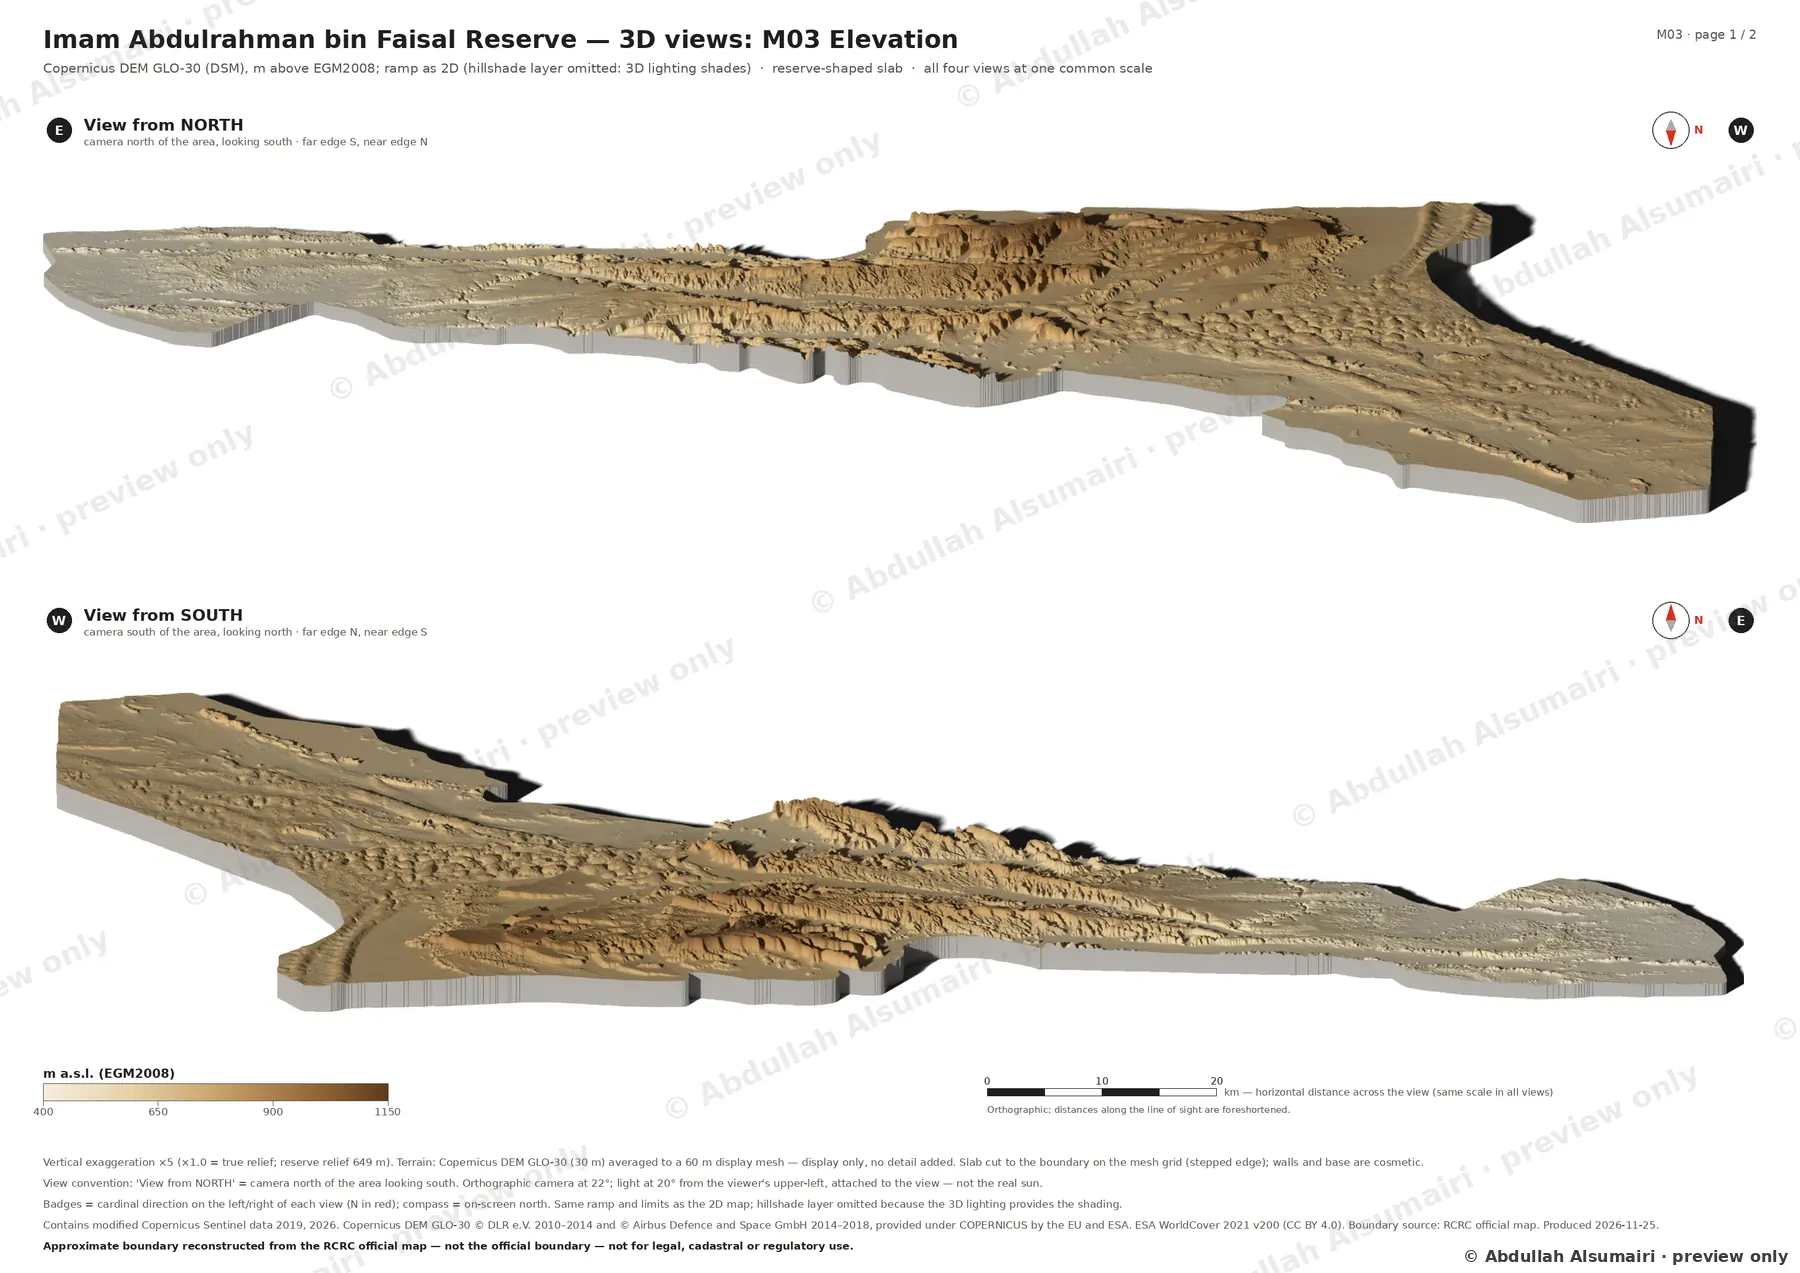 Imam Abdulrahman bin Faisal Reserve — 3D views: M03 Elevation
M03 · page 1 / 2
Copernicus DEM GLO-30 (DSM), m above EGM2008; ramp as 2D (hillshade layer omitted: 3D lighting shades) · reserve-shaped slab · all four views at one common scale
E
View from NORTH
camera north of the area, looking south · far edge S, near edge N
N
W
W
View from SOUTH
camera south of the area, looking north · far edge N, near edge S
N
E
m a.s.l. (EGM2008)
400 650 900 1150
0 10 20
km — horizontal distance across the view (same scale in all views)
Orthographic: distances along the line of sight are foreshortened.
Vertical exaggeration ×5 (×1.0 = true relief; reserve relief 649 m). Terrain: Copernicus DEM GLO-30 (30 m) averaged to a 60 m display mesh — display only, no detail added. Slab cut to the boundary on the mesh grid (stepped edge); walls and base are cosmetic.
View convention: 'View from NORTH' = camera north of the area looking south. Orthographic camera at 22°; light at 20° from the viewer's upper-left, attached to the view — not the real sun.
Badges = cardinal direction on the left/right of each view (N in red); compass = on-screen north. Same ramp and limits as the 2D map; hillshade layer omitted because the 3D lighting provides the shading.
Contains modified Copernicus Sentinel data 2019, 2026. Copernicus DEM GLO-30 © DLR e.V. 2010–2014 and © Airbus Defence and Space GmbH 2014–2018, provided under COPERNICUS by the EU and ESA. ESA WorldCover 2021 v200 (CC BY 4.0). Boundary source: RCRC official map. Produced 2026-11-25.
Approximate boundary reconstructed from the RCRC official map — not the official boundary — not for legal, cadastral or regulatory use.
© Abdullah Alsumairi · preview only